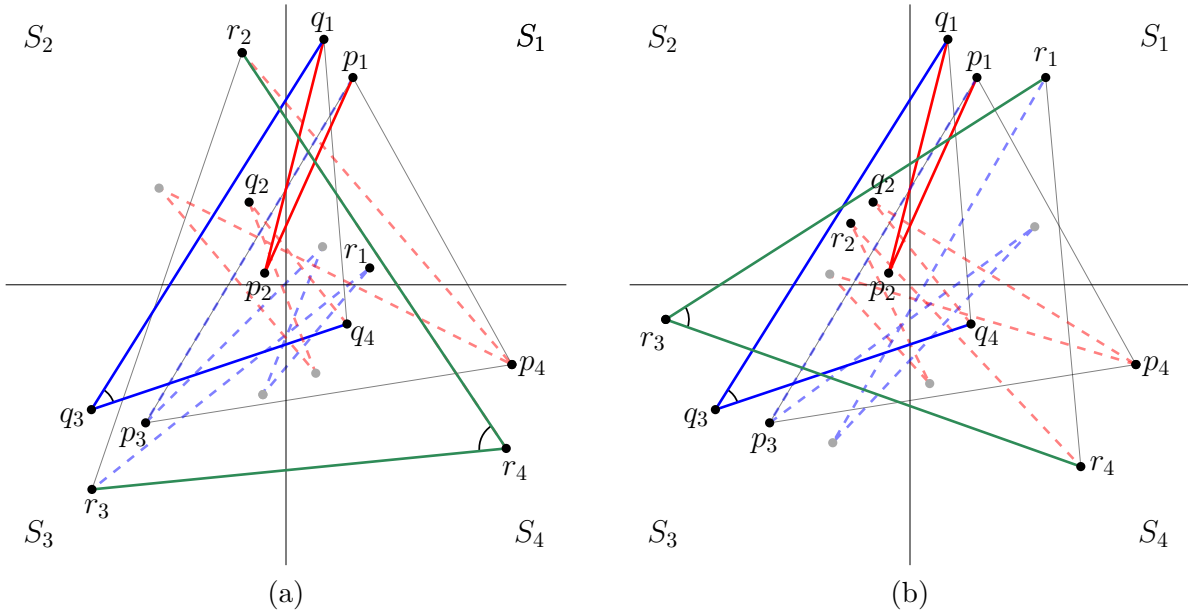 S₂ r₂ q₁ p₁ S₁
q₂ r₁
p₂ q₄
q₃ p₃ p₄
r₃ r₄
S₃ S₄
(a)
S₂ q₁ p₁ r₁ S₁
q₂ r₂
p₂
r₃ q₄
q₃ p₃ p₄
r₄
S₃ S₄
(b)